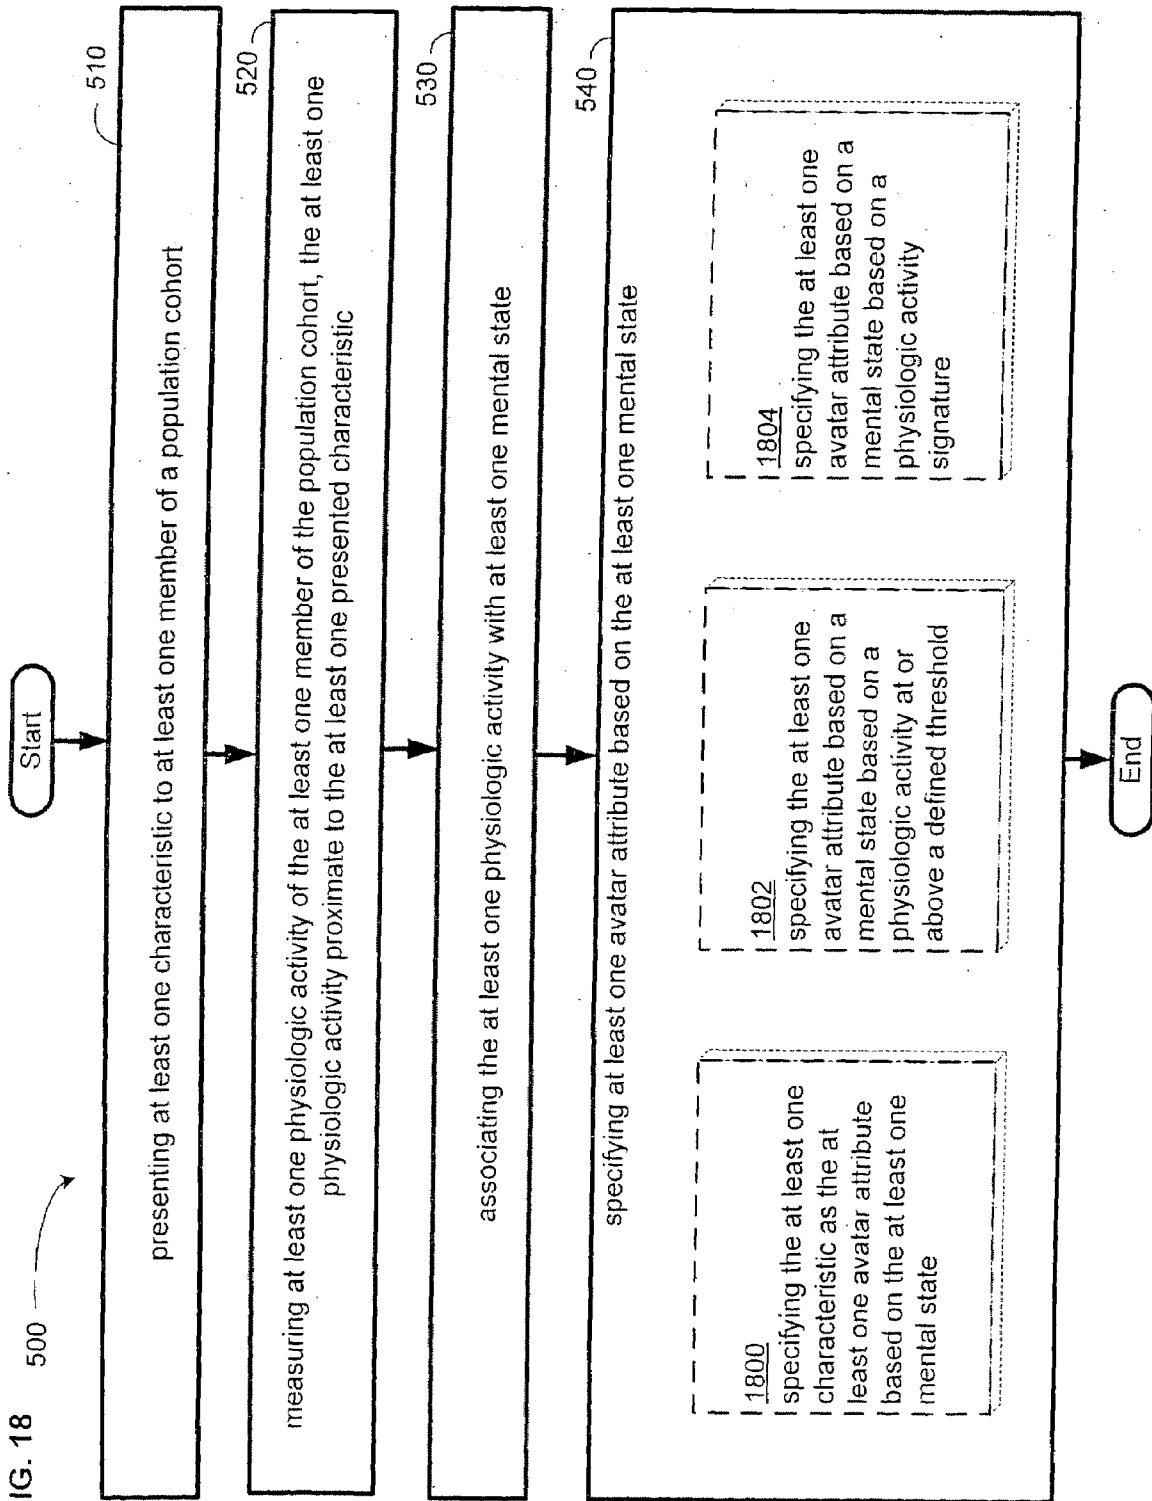 IG. 18
500
Start
510
presenting at least one characteristic to at least one member of a population cohort
520
measuring at least one physiologic activity of the at least one member of the population cohort, the at least one
physiologic activity proximate to the at least one presented characteristic
530
associating the at least one physiologic activity with at least one mental state
540
specifying at least one avatar attribute based on the at least one mental state
1800
specifying the at least one
characteristic as the at
least one avatar attribute
based on the at least one
mental state
1802
specifying the at least one
avatar attribute based on a
mental state based on a
physiologic activity at or
above a defined threshold
1804
specifying the at least one
avatar attribute based on a
mental state based on a
physiologic activity
signature
End